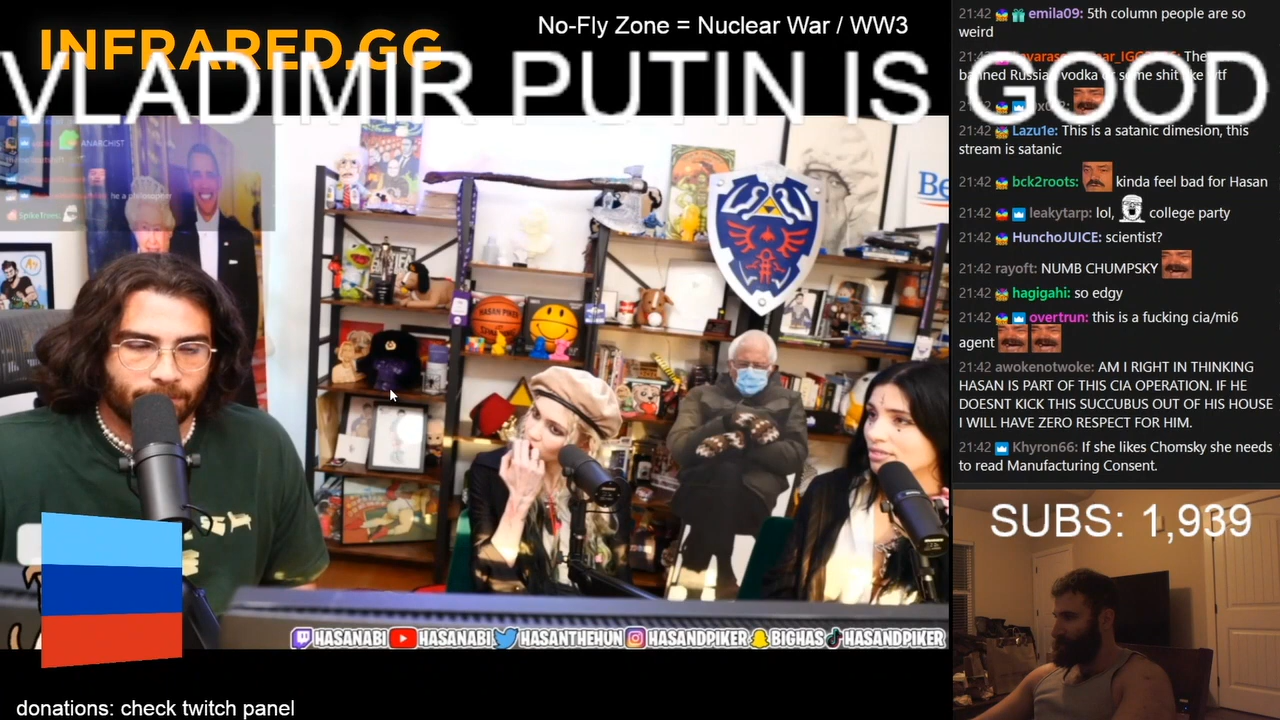 No-Fly Zone = Nuclear War / WW3
INFRARED.GG
VLADIMIR PUTIN IS GOOD
ANARCHIST
he a philosopher
SpikeTrees:
HASAN PIKER
Be
HASANABI HASANABI HASANTHEHUN HASANDPIKER BIGHAS HASANDPIKER
donations: check twitch panel
21:42 emila09: 5th column people are so
weird
banned Russian vodka or some shit like wtf
21:42 Lazu1e: This is a satanic dimesion, this
stream is satanic
21:42 bck2roots: kinda feel bad for Hasan
21:42 leakytarp: lol, college party
21:42 HunchoJUICE: scientist?
21:42 rayoft: NUMB CHUMPSKY
21:42 hagigahi: so edgy
21:42 overtrun: this is a fucking cia/mi6
agent
21:42 awokenotwoke: AM I RIGHT IN THINKING
HASAN IS PART OF THIS CIA OPERATION. IF HE
DOESNT KICK THIS SUCCUBUS OUT OF HIS HOUSE
I WILL HAVE ZERO RESPECT FOR HIM.
21:42 Khyron66: If she likes Chomsky she needs
to read Manufacturing Consent.
SUBS: 1,939